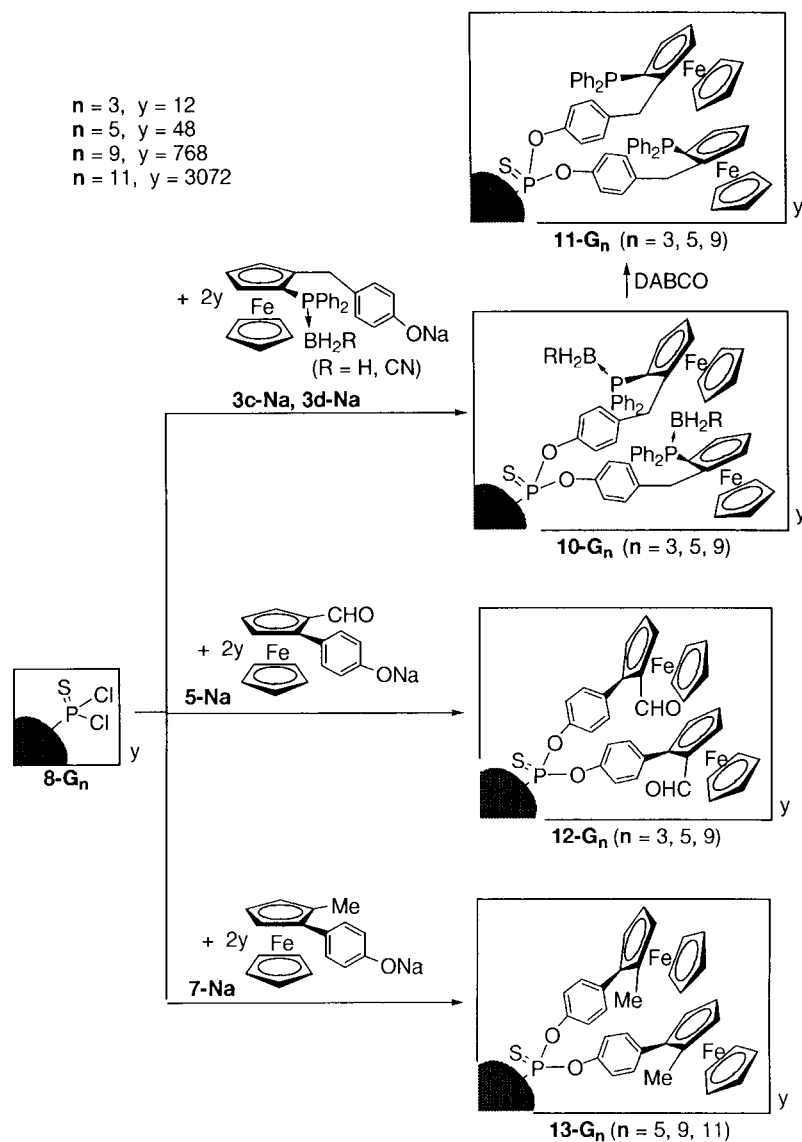 n = 3, y = 12
n = 5, y = 48
n = 9, y = 768
n = 11, y = 3072
Ph2P
Fe
O
Ph2P
S
P
O
Fe
y
11-Gn (n = 3, 5, 9)
DABCO
+ 2y
Fe
PPh2
BH2R
ONa
(R = H, CN)
3c-Na, 3d-Na
RH2B
Fe
P
Ph2
BH2R
O
Ph2P
S
P
O
Fe
y
10-Gn (n = 3, 5, 9)
CHO
+ 2y
Fe
ONa
5-Na
Fe
CHO
O
S
P
O
Fe
OHC
y
12-Gn (n = 3, 5, 9)
S
Cl
P
Cl
y
8-Gn
Me
+ 2y
Fe
ONa
7-Na
Fe
Me
O
S
P
O
Fe
Me
y
13-Gn (n = 5, 9, 11)